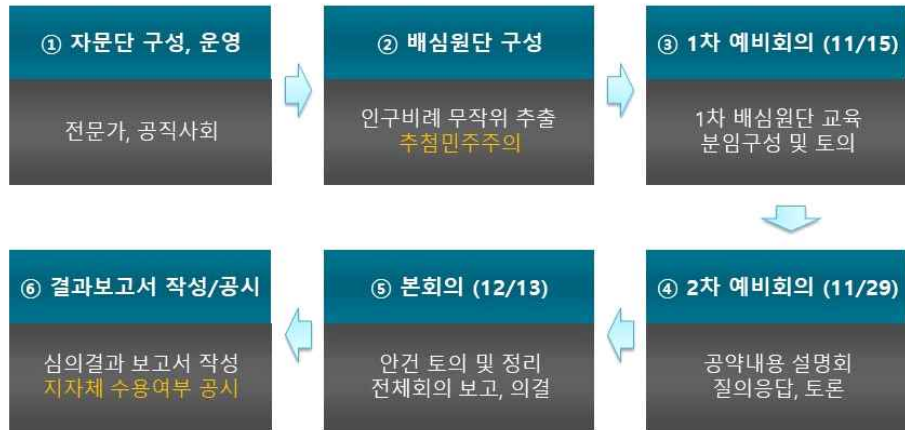 ① 자문단 구성, 운영
전문가, 공직사회
② 배심원단 구성
인구비례 무작위 추출
추첨민주주의
③ 1차 예비회의 (11/15)
1차 배심원단 교육
분임구성 및 토의
④ 2차 예비회의 (11/29)
공약내용 설명회
질의응답, 토론
⑤ 본회의 (12/13)
안건 토의 및 정리
전체회의 보고, 의결
⑥ 결과보고서 작성/공시
심의결과 보고서 작성
지자체 수용여부 공시